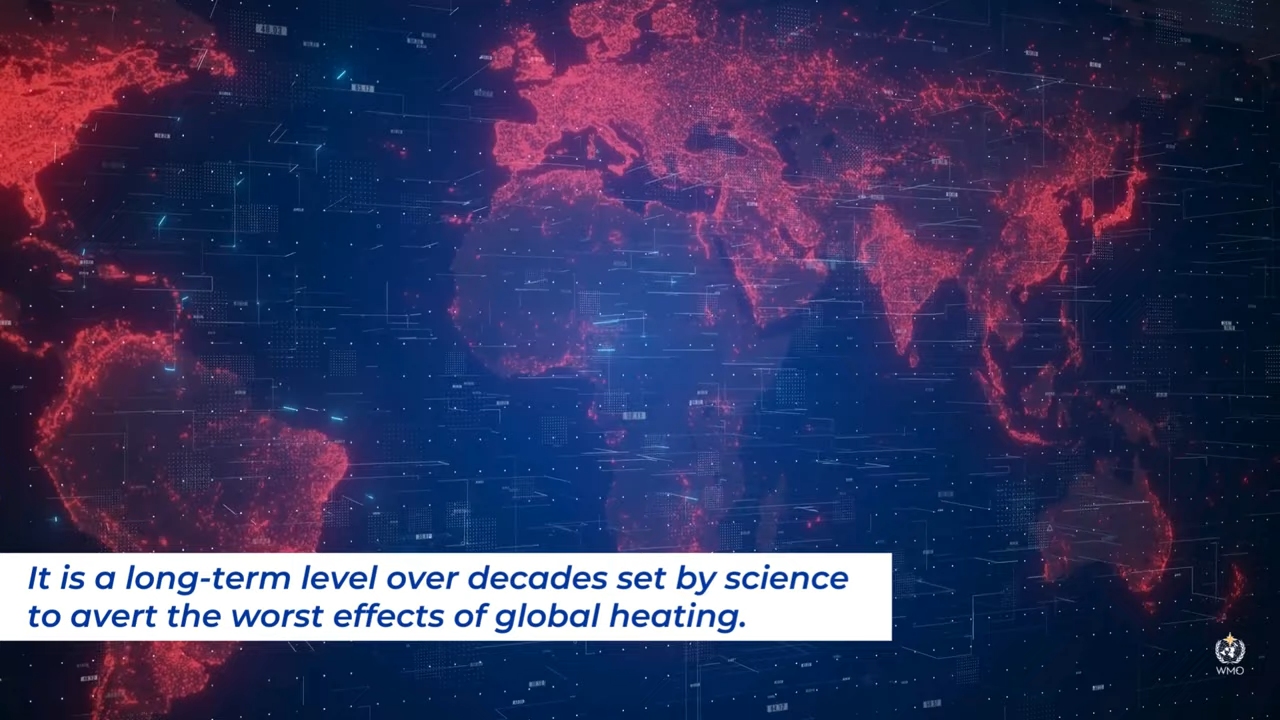 It is a long-term level over decades set by science
to avert the worst effects of global heating.
WMO